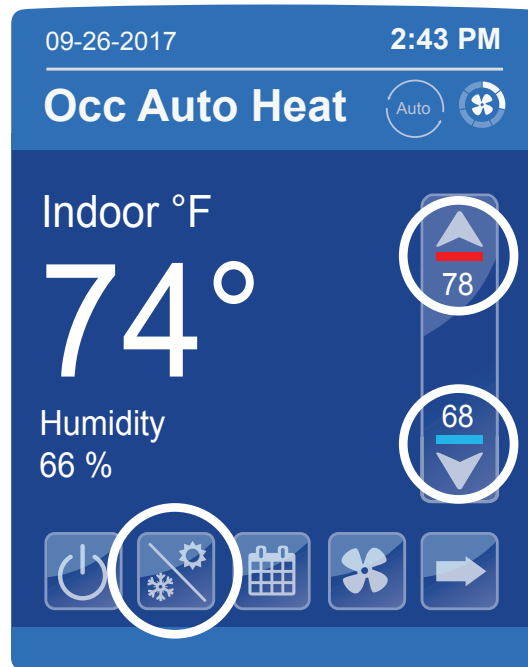 09-26-2017
2:43 PM
Occ Auto Heat
Auto
Indoor °F
74°
78
68
Humidity
66 %